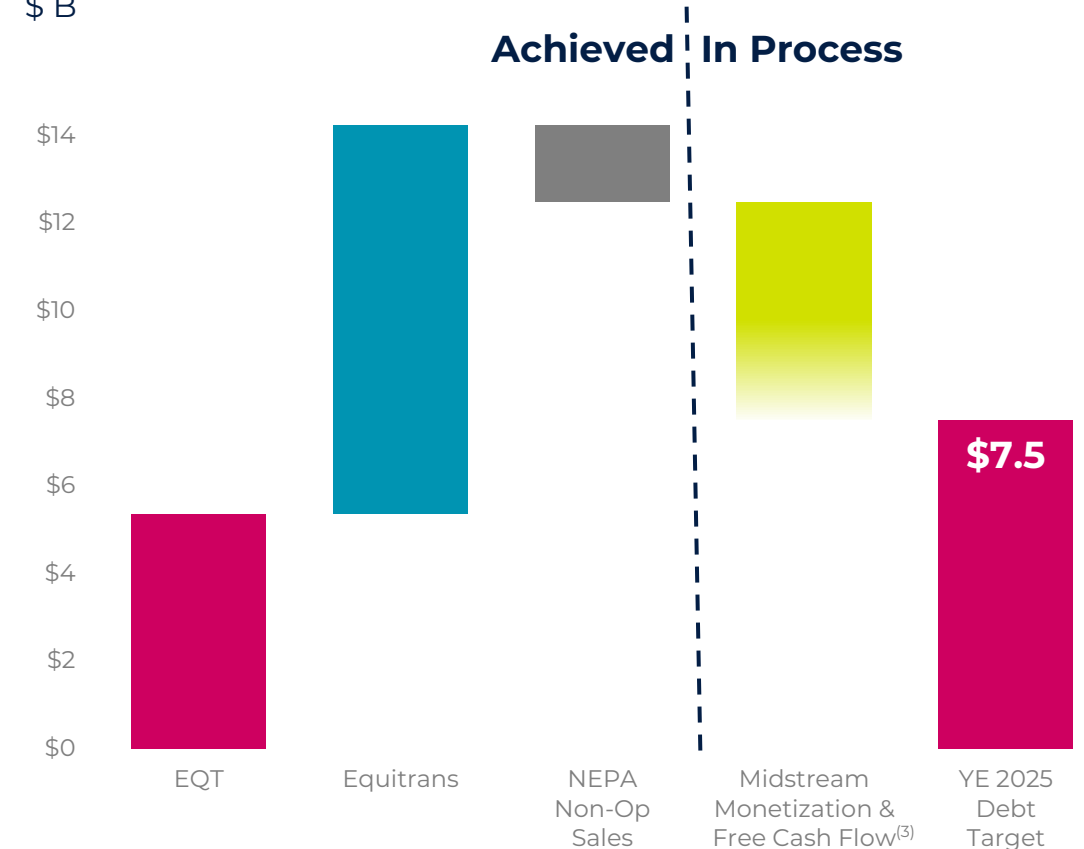 $ B
Achieved In Process
$14
$12
$10
$8
$6
$4
$2
$0
$7.5
EQT
Equitrans
NEPA
Non-Op
Sales
Midstream
Monetization &
Free Cash Flow(3)
YE 2025
Debt
Target